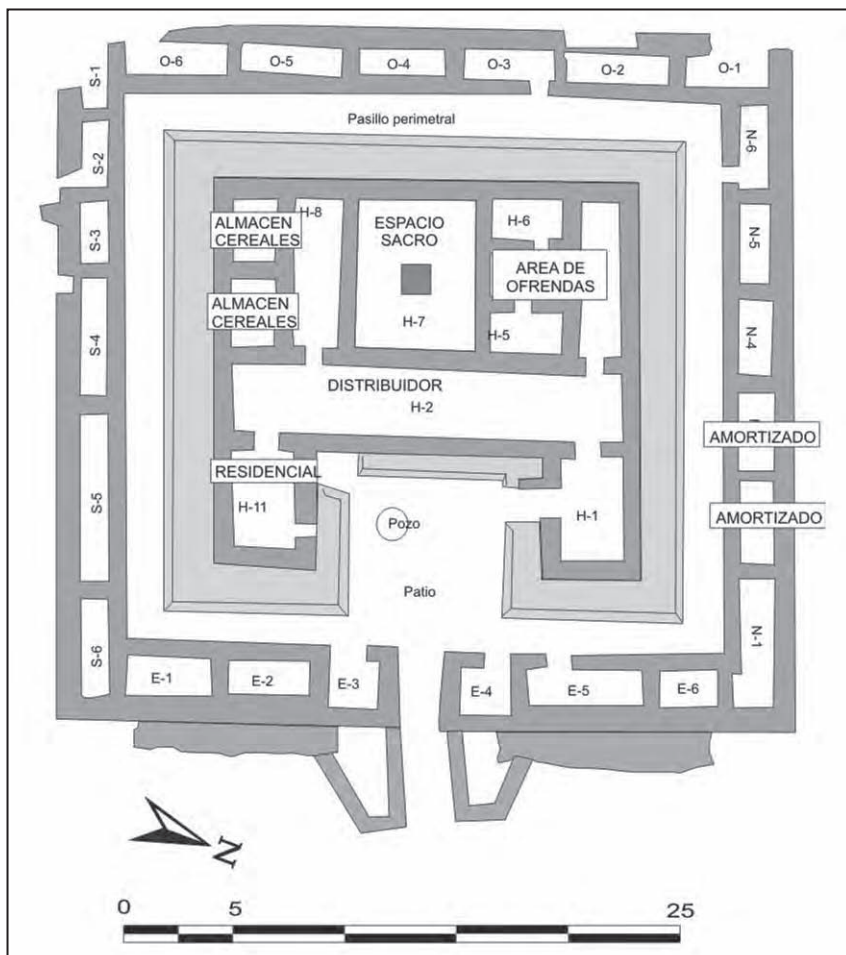 O-6
O-5
O-4
O-3
O-2
O-1
S-1
S-2
S-3
S-4
S-5
S-6
Pasillo perimetral
N-6
N-5
N-4
AMORTIZADO
AMORTIZADO
N-1
ALMACEN
CEREALES
H-8
ESPACIO
SACRO
H-7
H-6
AREA DE
OFRENDAS
H-5
ALMACEN
CEREALES
DISTRIBUIDOR
H-2
RESIDENCIAL
H-11
Pozo
H-1
Patio
E-1
E-2
E-3
E-4
E-5
E-6
N
0
5
25